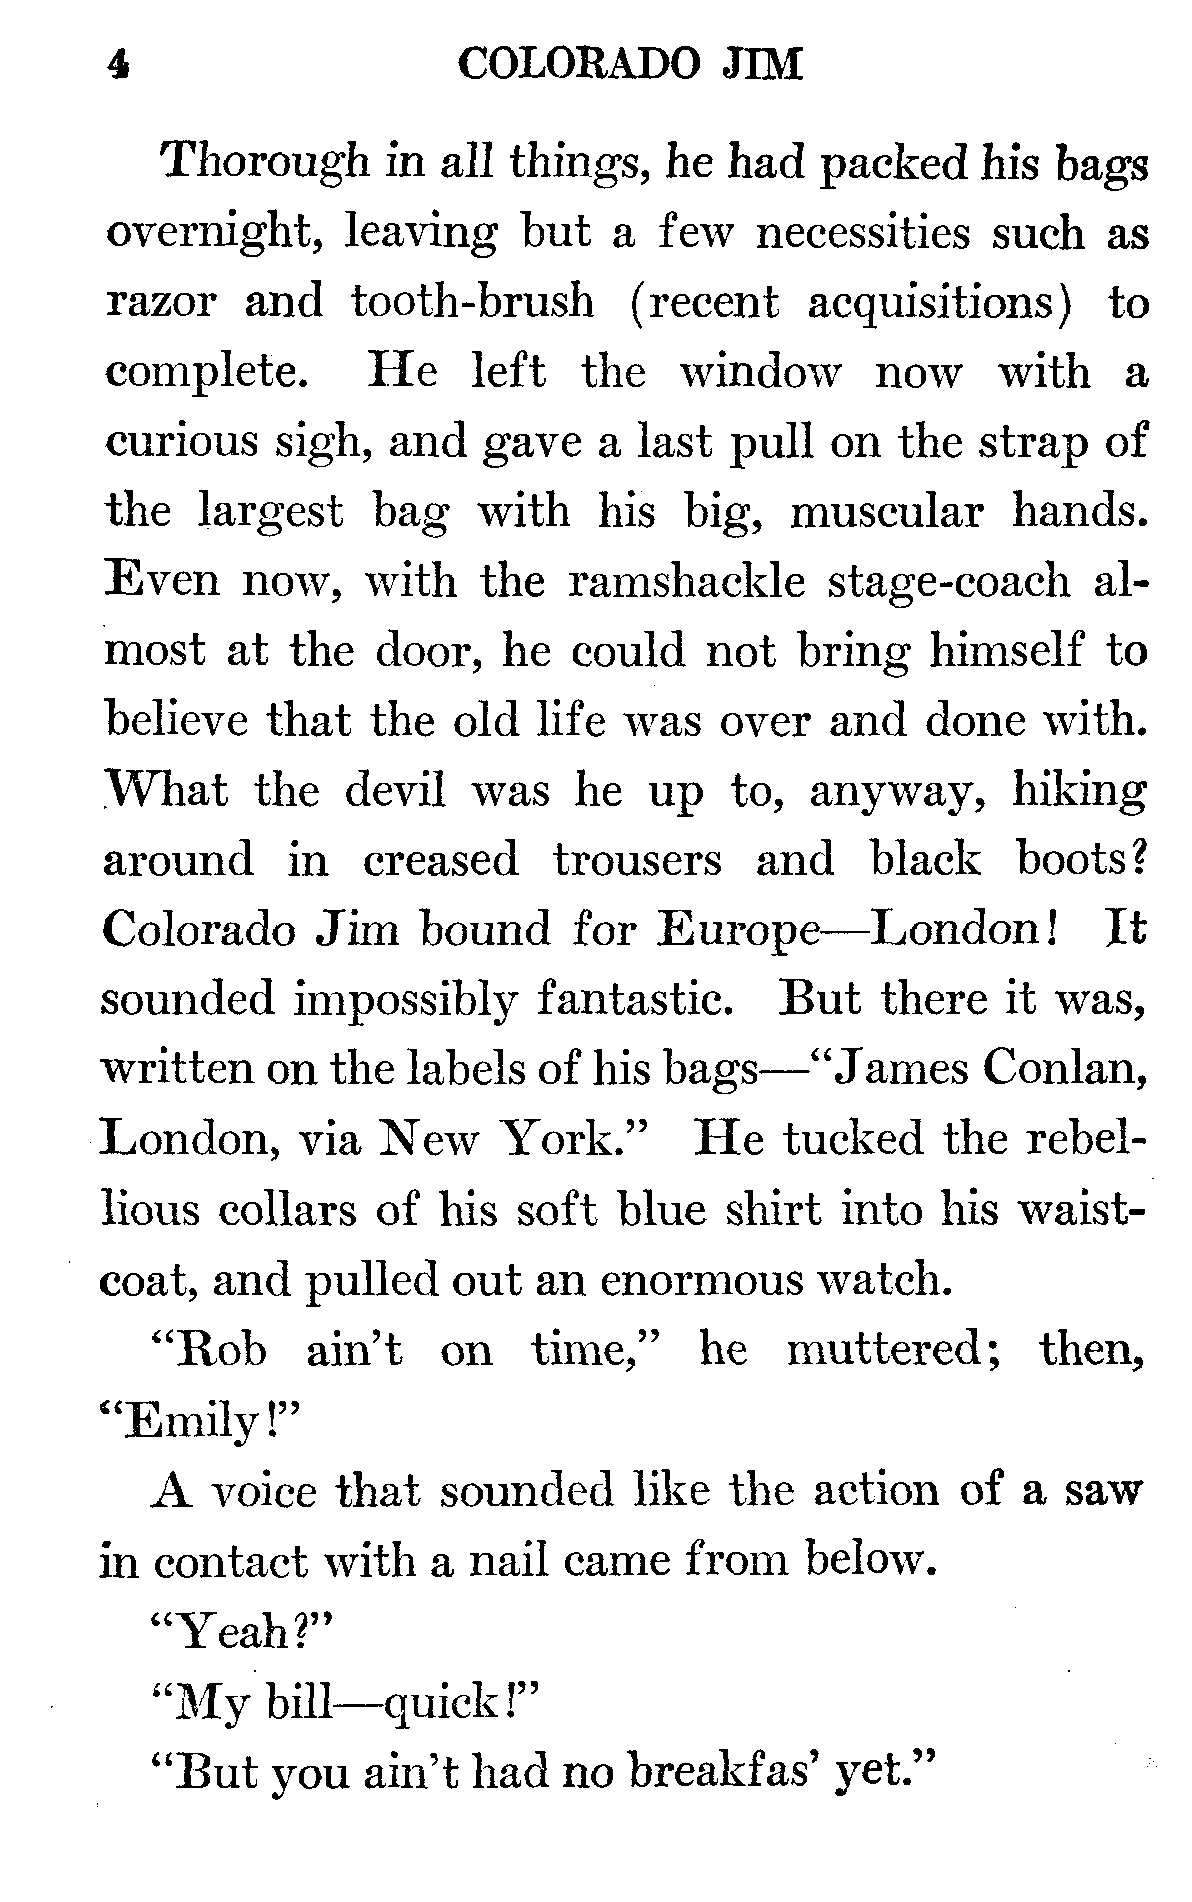 4 COLORADO JIM
Thorough in all things, he had packed his bags
overnight, leaving but a few necessities such as
razor and tooth-brush (recent acquisitions) to
complete. He left the window now with a
curious sigh, and gave a last pull on the strap of
the largest bag with his big, muscular hands.
Even now, with the ramshackle stage-coach al-
most at the door, he could not bring himself to
believe that the old life was over and done with.
What the devil was he up to, anyway, hiking
around in creased trousers and black boots?
Colorado Jim bound for Europe—London! It
sounded impossibly fantastic. But there it was,
written on the labels of his bags—“James Conlan,
London, via New York.” He tucked the rebel-
lious collars of his soft blue shirt into his waist-
coat, and pulled out an enormous watch.
“Rob ain’t on time,” he muttered; then,
“Emily!”
A voice that sounded like the action of a saw
in contact with a nail came from below.
“Yeah?”
“My bill—quick!”
“But you ain’t had no breakfas’ yet.”